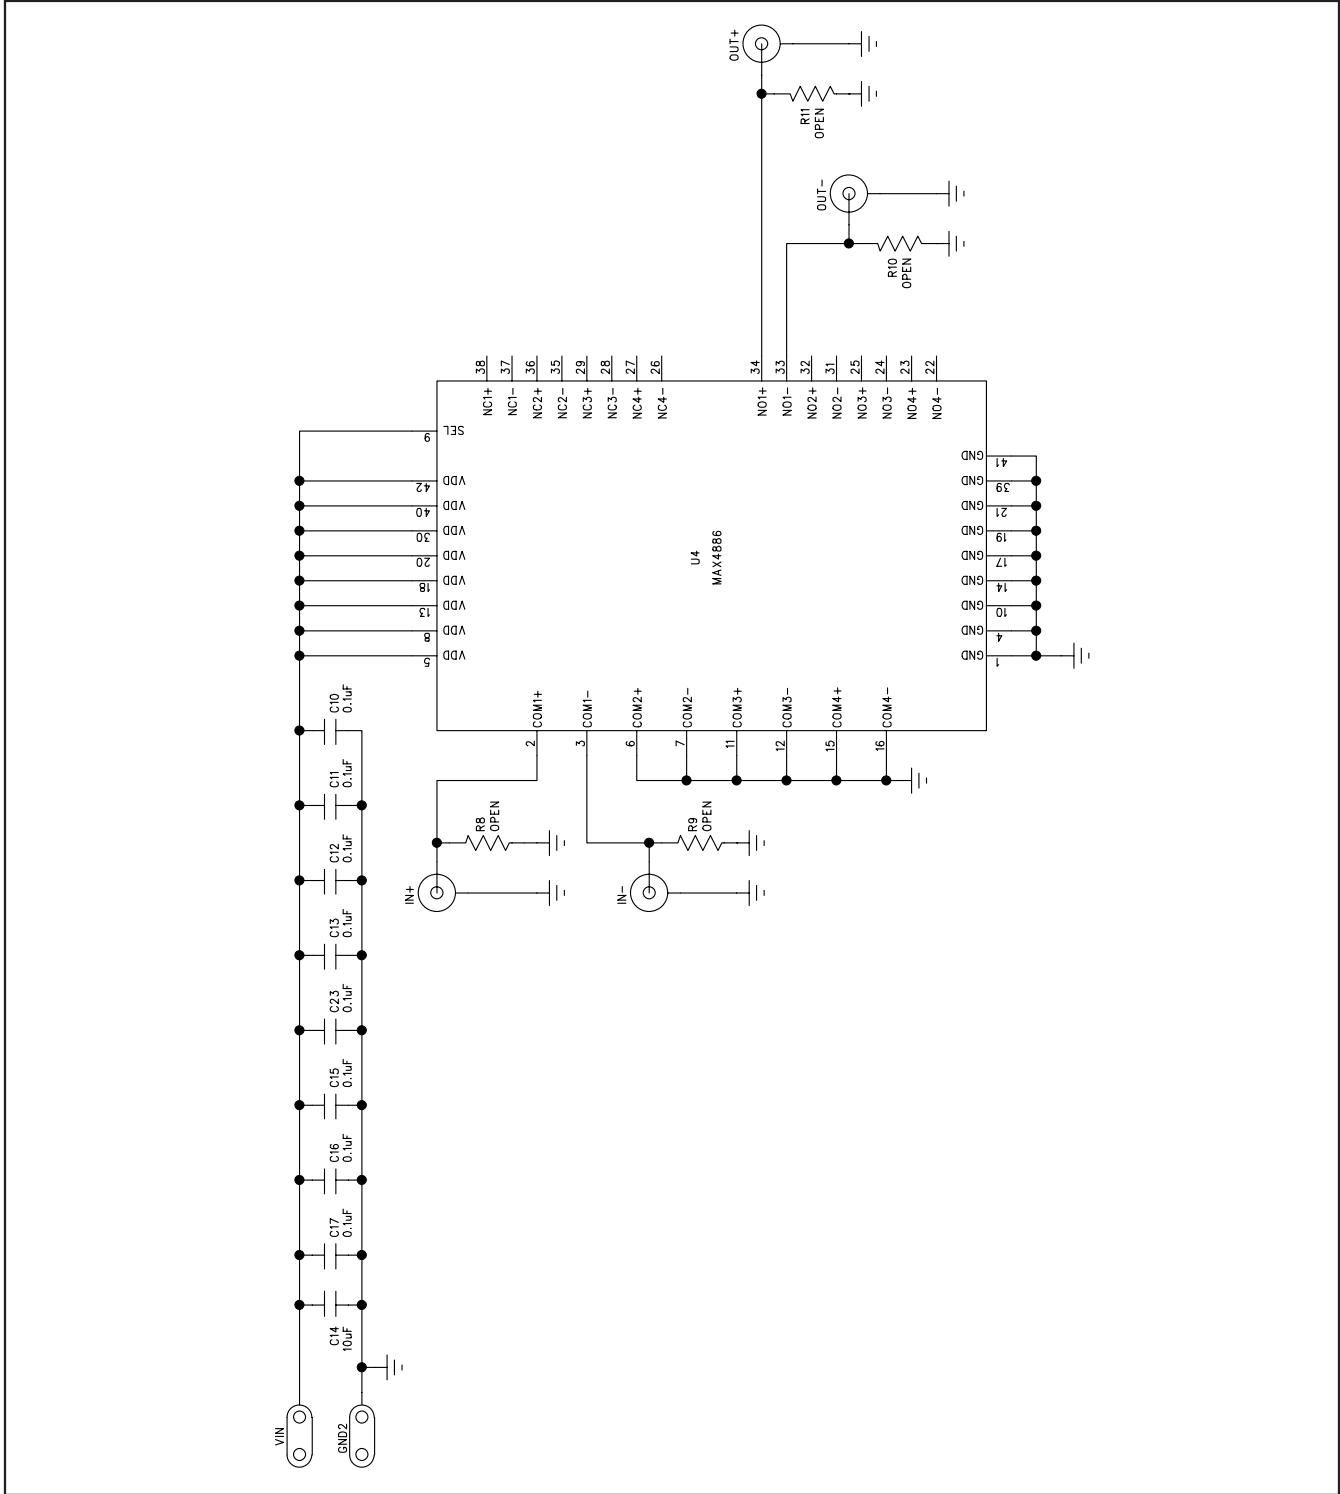 OUT+
R11
OPEN
OUT-
R10
OPEN
38
37
36
35
29
28
27
26
34
33
32
31
25
24
23
22
NC1+
NC1-
NC2+
NC2-
NC3+
NC3-
NC4+
NC4-
NO1+
NO1-
NO2+
NO2-
NO3+
NO3-
NO4+
NO4-
9
SEL
42
VDD
40
VDD
30
VDD
20
VDD
18
VDD
13
VDD
8
VDD
5
VDD
GND
41
GND
39
GND
21
GND
19
GND
17
GND
14
GND
10
GND
4
GND
1
U4
MAX4886
COM1+
COM1-
COM2+
COM2-
COM3+
COM3-
COM4+
COM4-
2
3
6
7
11
12
15
16
C10
0.1uF
C11
0.1uF
C12
0.1uF
C13
0.1uF
C23
0.1uF
C15
0.1uF
C16
0.1uF
C17
0.1uF
C14
10uF
R8
OPEN
IN+
R9
OPEN
IN-
VIN
GND2